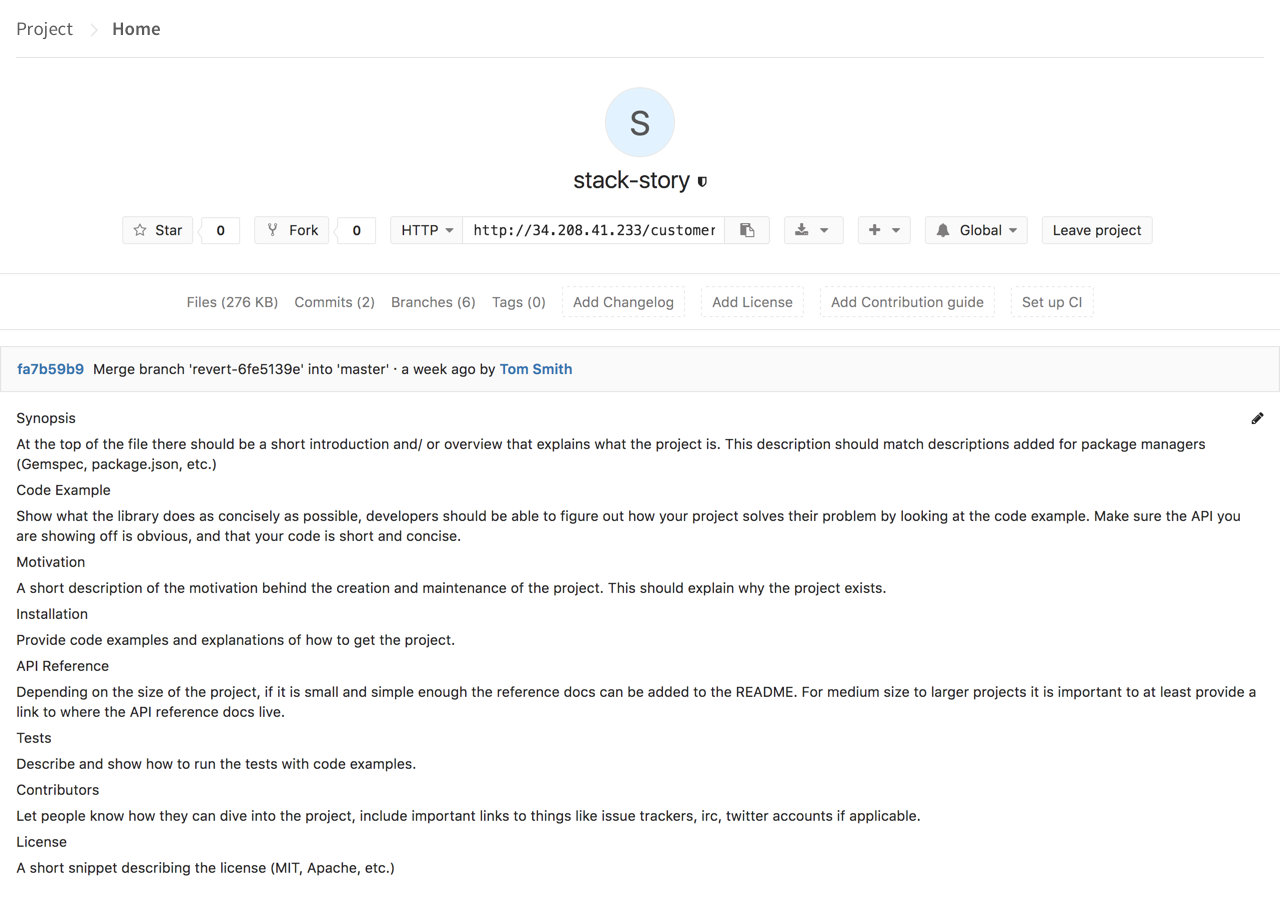 Project Home
S
stack-story
Star 0 Fork 0 HTTP http://34.208.41.233/customer Global Leave project
Files (276 KB) Commits (2) Branches (6) Tags (0) Add Changelog Add License Add Contribution guide Set up CI
fa7b59b9 Merge branch 'revert-6fe5139e' into 'master' · a week ago by Tom Smith
Synopsis
At the top of the file there should be a short introduction and/ or overview that explains what the project is. This description should match descriptions added for package managers
(Gemspec, package.json, etc.)
Code Example
Show what the library does as concisely as possible, developers should be able to figure out how your project solves their problem by looking at the code example. Make sure the API you
are showing off is obvious, and that your code is short and concise.
Motivation
A short description of the motivation behind the creation and maintenance of the project. This should explain why the project exists.
Installation
Provide code examples and explanations of how to get the project.
API Reference
Depending on the size of the project, if it is small and simple enough the reference docs can be added to the README. For medium size to larger projects it is important to at least provide a
link to where the API reference docs live.
Tests
Describe and show how to run the tests with code examples.
Contributors
Let people know how they can dive into the project, include important links to things like issue trackers, irc, twitter accounts if applicable.
License
A short snippet describing the license (MIT, Apache, etc.)